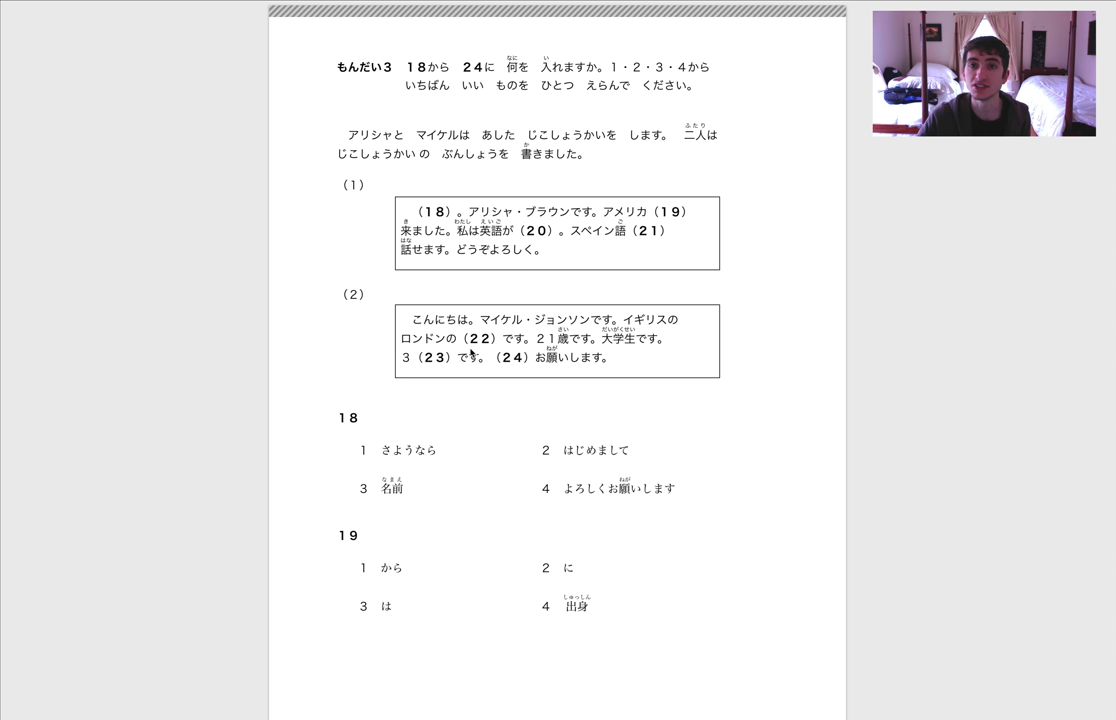 もんだい３　１８から　２４に　何を　入れますか。１・２・３・４から
いちばん　いい　ものを　ひとつ　えらんで　ください。
アリシャと　マイケルは　あした　じこしょうかいを　します。　二人は
じこしょうかい の　ぶんしょうを　書きました。
（１）
（１８）。アリシャ・ブラウンです。アメリカ（１９）
来ました。私は英語が（２０）。スペイン語（２１）
話せます。どうぞよろしく。
（２）
こんにちは。マイケル・ジョンソンです。イギリスの
ロンドンの（２２）です。２１歳です。大学生です。
３（２３）です。（２４）お願いします。
１８
１　さようなら　２　はじめまして
３　名前　４　よろしくお願いします
１９
１　から　２　に
３　は　４　出身